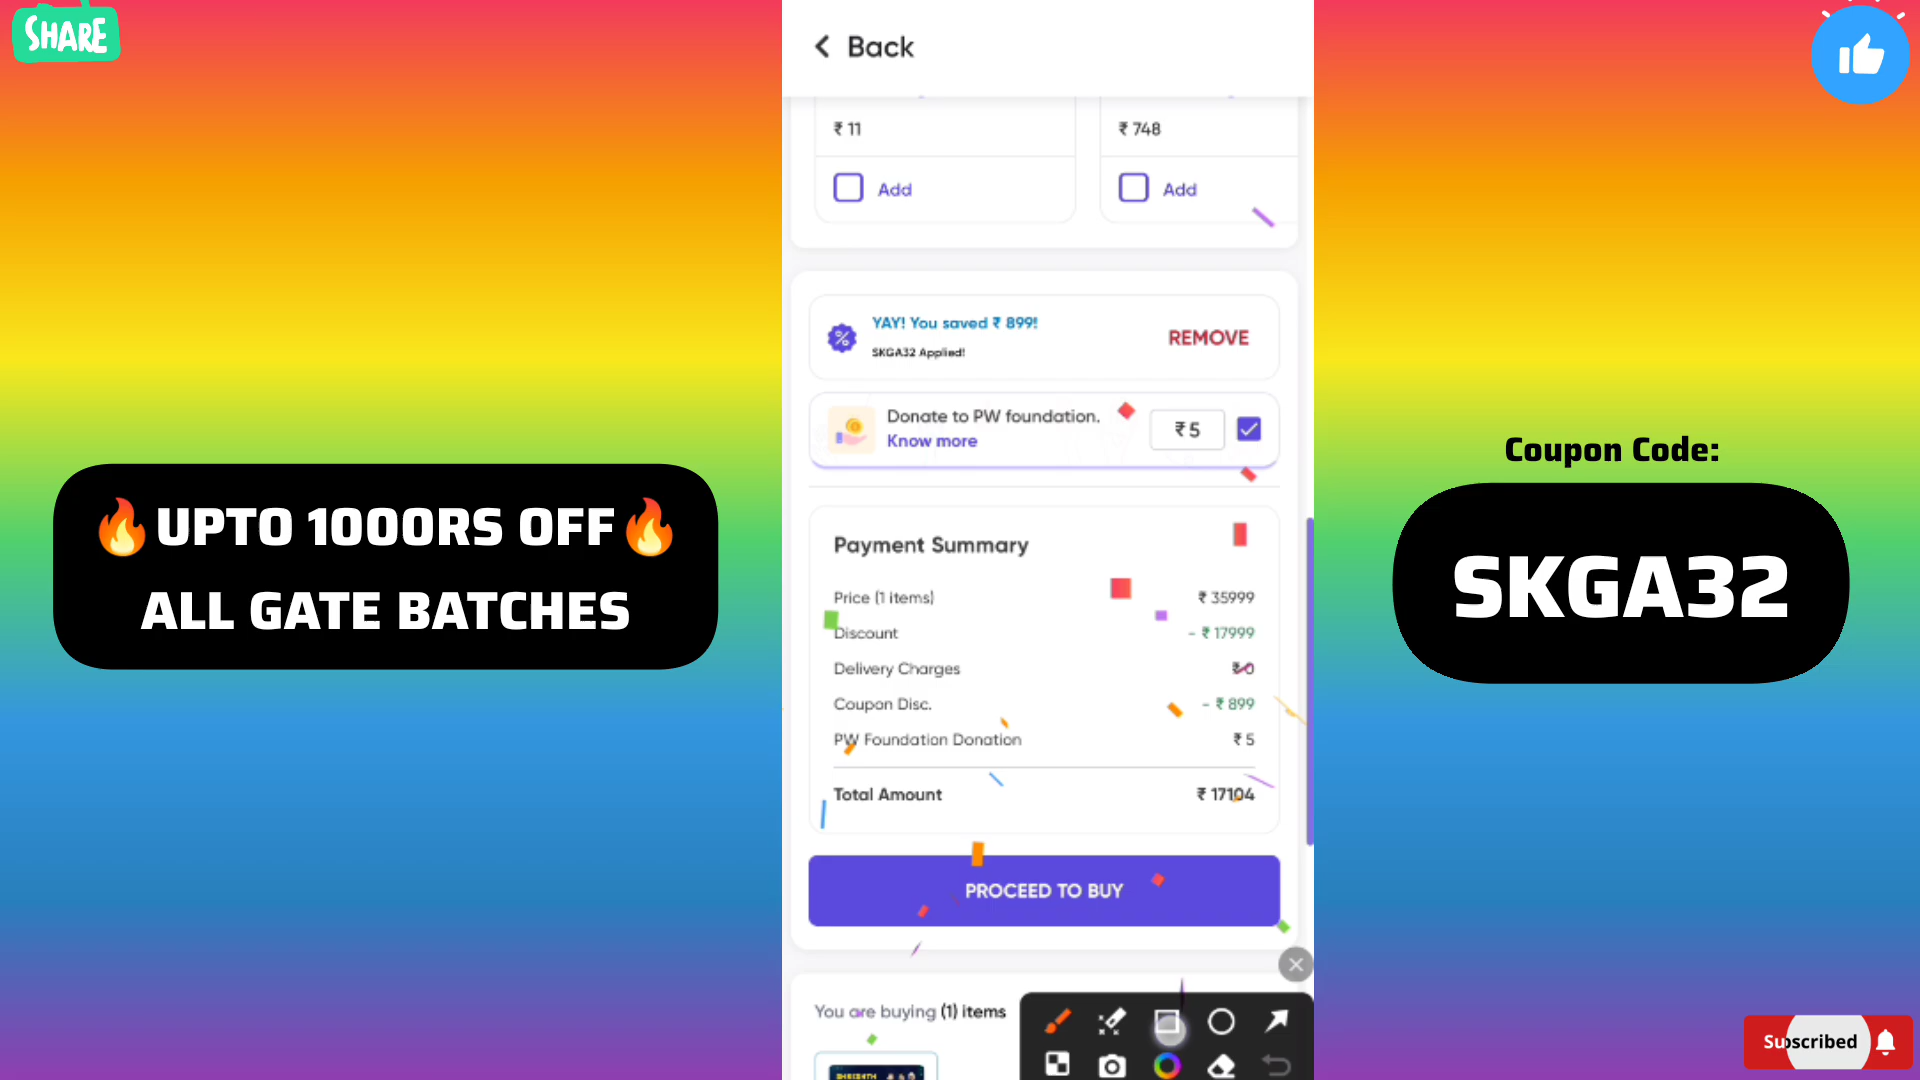 SHARE
Back
₹ 11
₹ 748
Add
Add
YAY! You saved ₹ 899!
SKGA32 Applied!
REMOVE
Donate to PW foundation.
Know more
₹ 5
Payment Summary
Price (1 items)
₹ 35999
Discount
- ₹ 17999
Delivery Charges
₹ 0
Coupon Disc.
- ₹ 899
PW Foundation Donation
₹ 5
Total Amount
₹ 17104
PROCEED TO BUY
You are buying (1) items
🔥UPTO 1000RS OFF🔥
ALL GATE BATCHES
Coupon Code:
SKGA32
Subscribed